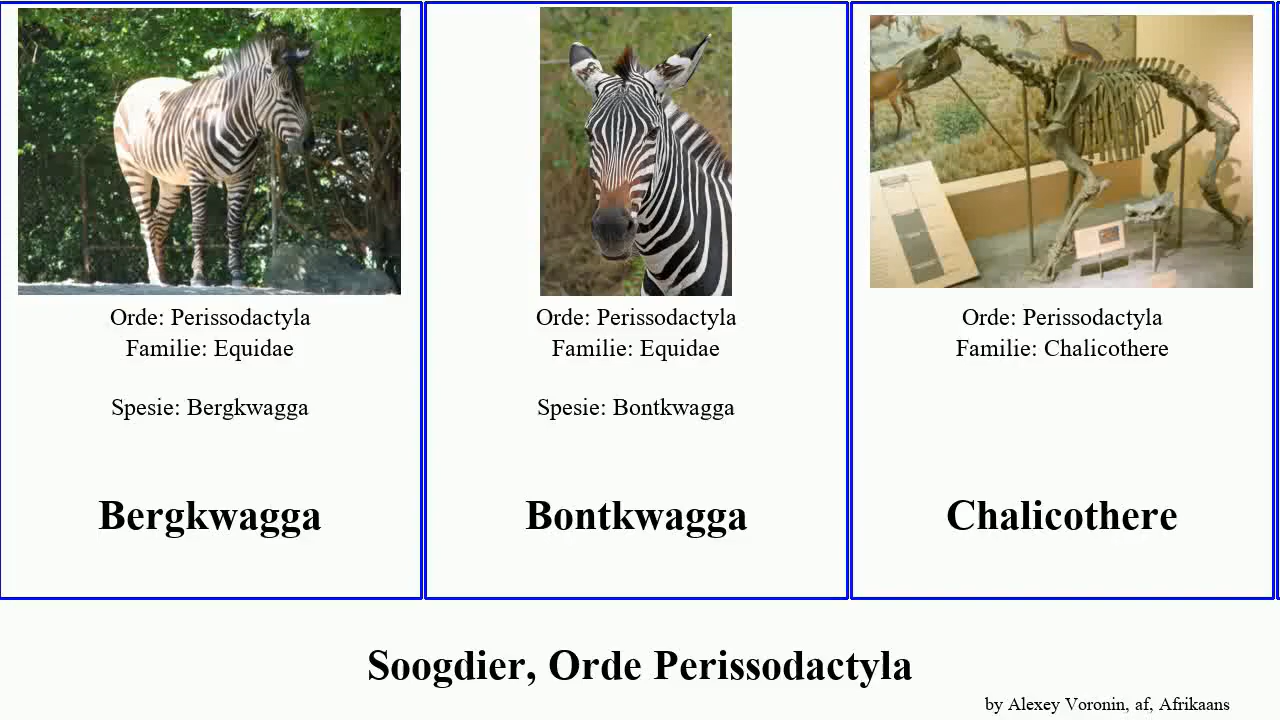 Orde: Perissodactyla
Familie: Equidae
Spesie: Bergkwagga
Bergkwagga
Orde: Perissodactyla
Familie: Equidae
Spesie: Bontkwagga
Bontkwagga
Orde: Perissodactyla
Familie: Chalicothere
Chalicothere
Soogdier, Orde Perissodactyla
by Alexey Voronin, af, Afrikaans